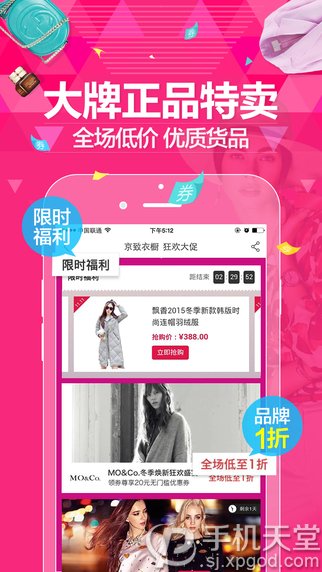 大牌正品特卖
全场低价 优质货品
券
限时
福利
中国联通
下午5:12
京致衣橱 狂欢大促
限时福利
限时福利
距结束: 02 : 29 : 52
飘香2015冬季新款韩版时
尚连帽羽绒服
抢购价：¥388.00
立即抢购
品牌
1折
MO&Co.
MO&Co.冬季焕新狂欢盛
全场低至1折
领券尊享20元无门槛优惠券
全场低至1折
剩余1天
手机天堂
sj.xpgod.com